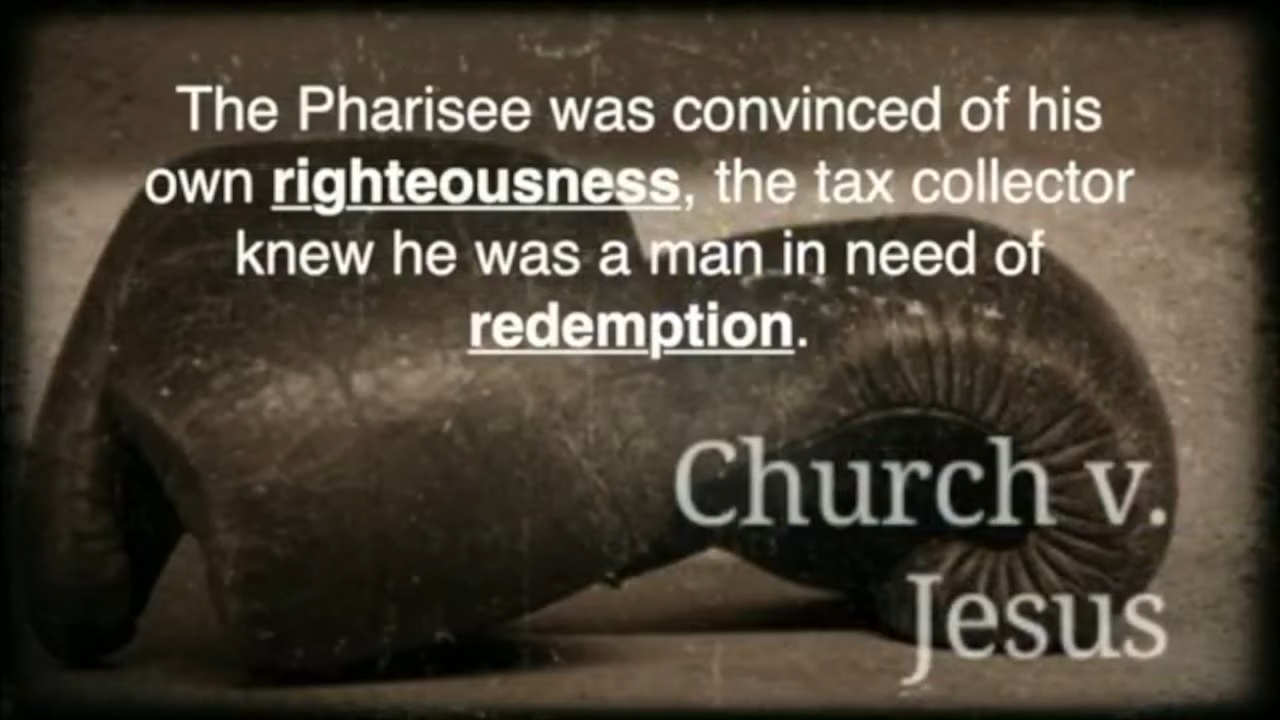 The Pharisee was convinced of his
own righteousness, the tax collector
knew he was a man in need of
redemption.
Church v.
Jesus